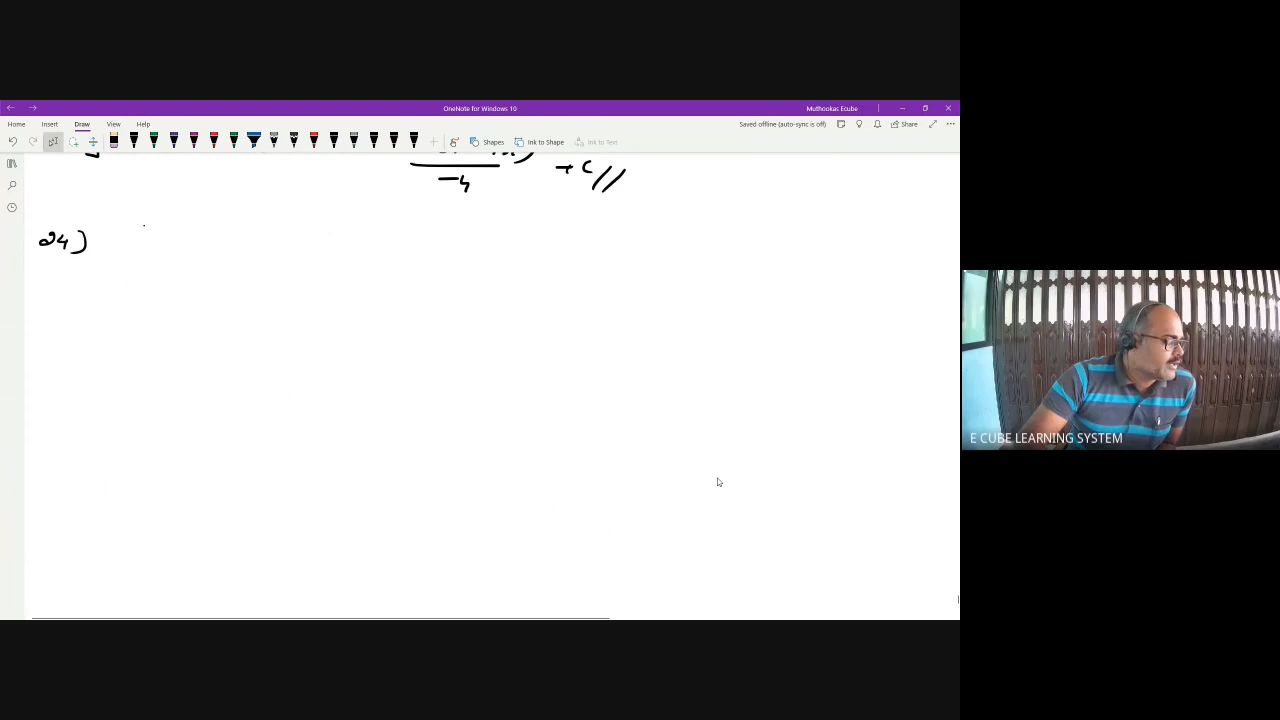 OneNote for Windows 10
Muthookas Ecube
Home Insert Draw View Help
Saved offline (auto-sync is off)
Share
Shapes
Ink to Shape
Ink to Text
-4
+ c //
24)
E CUBE LEARNING SYSTEM